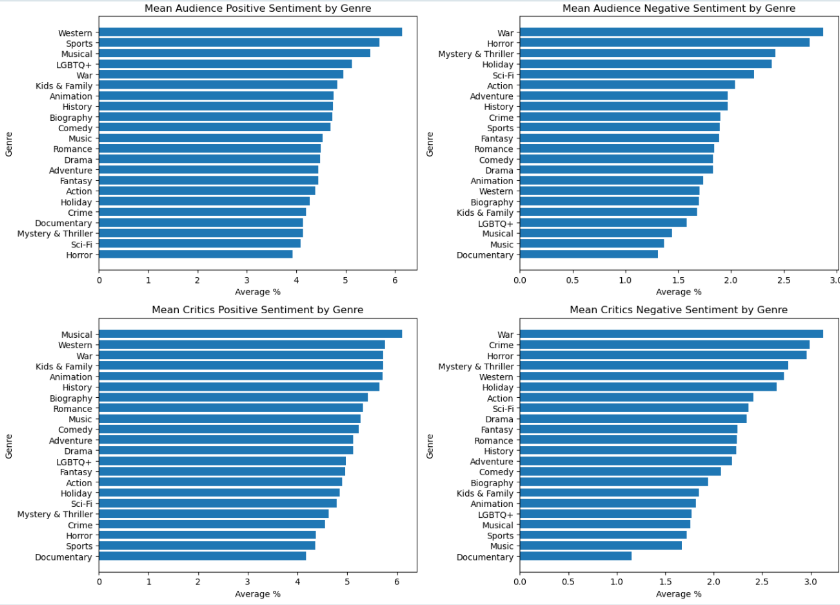 Mean Audience Positive Sentiment by Genre
Genre
Western
Sports
Musical
LGBTQ+
War
Kids & Family
Animation
History
Biography
Comedy
Music
Romance
Drama
Adventure
Fantasy
Action
Holiday
Crime
Documentary
Mystery & Thriller
Sci-Fi
Horror
0 1 2 3 4 5 6
Average %
Mean Audience Negative Sentiment by Genre
Genre
War
Horror
Mystery & Thriller
Holiday
Sci-Fi
Action
Adventure
History
Crime
Sports
Fantasy
Romance
Comedy
Drama
Animation
Western
Biography
Kids & Family
LGBTQ+
Musical
Music
Documentary
0.0 0.5 1.0 1.5 2.0 2.5 3.0
Average %
Mean Critics Positive Sentiment by Genre
Genre
Musical
Western
War
Kids & Family
Animation
History
Biography
Romance
Music
Comedy
Adventure
Drama
LGBTQ+
Fantasy
Action
Holiday
Sci-Fi
Mystery & Thriller
Crime
Horror
Sports
Documentary
0 1 2 3 4 5 6
Average %
Mean Critics Negative Sentiment by Genre
Genre
War
Crime
Horror
Mystery & Thriller
Western
Holiday
Action
Sci-Fi
Drama
Fantasy
Romance
History
Adventure
Comedy
Biography
Kids & Family
Animation
LGBTQ+
Musical
Sports
Music
Documentary
0.0 0.5 1.0 1.5 2.0 2.5 3.0
Average %